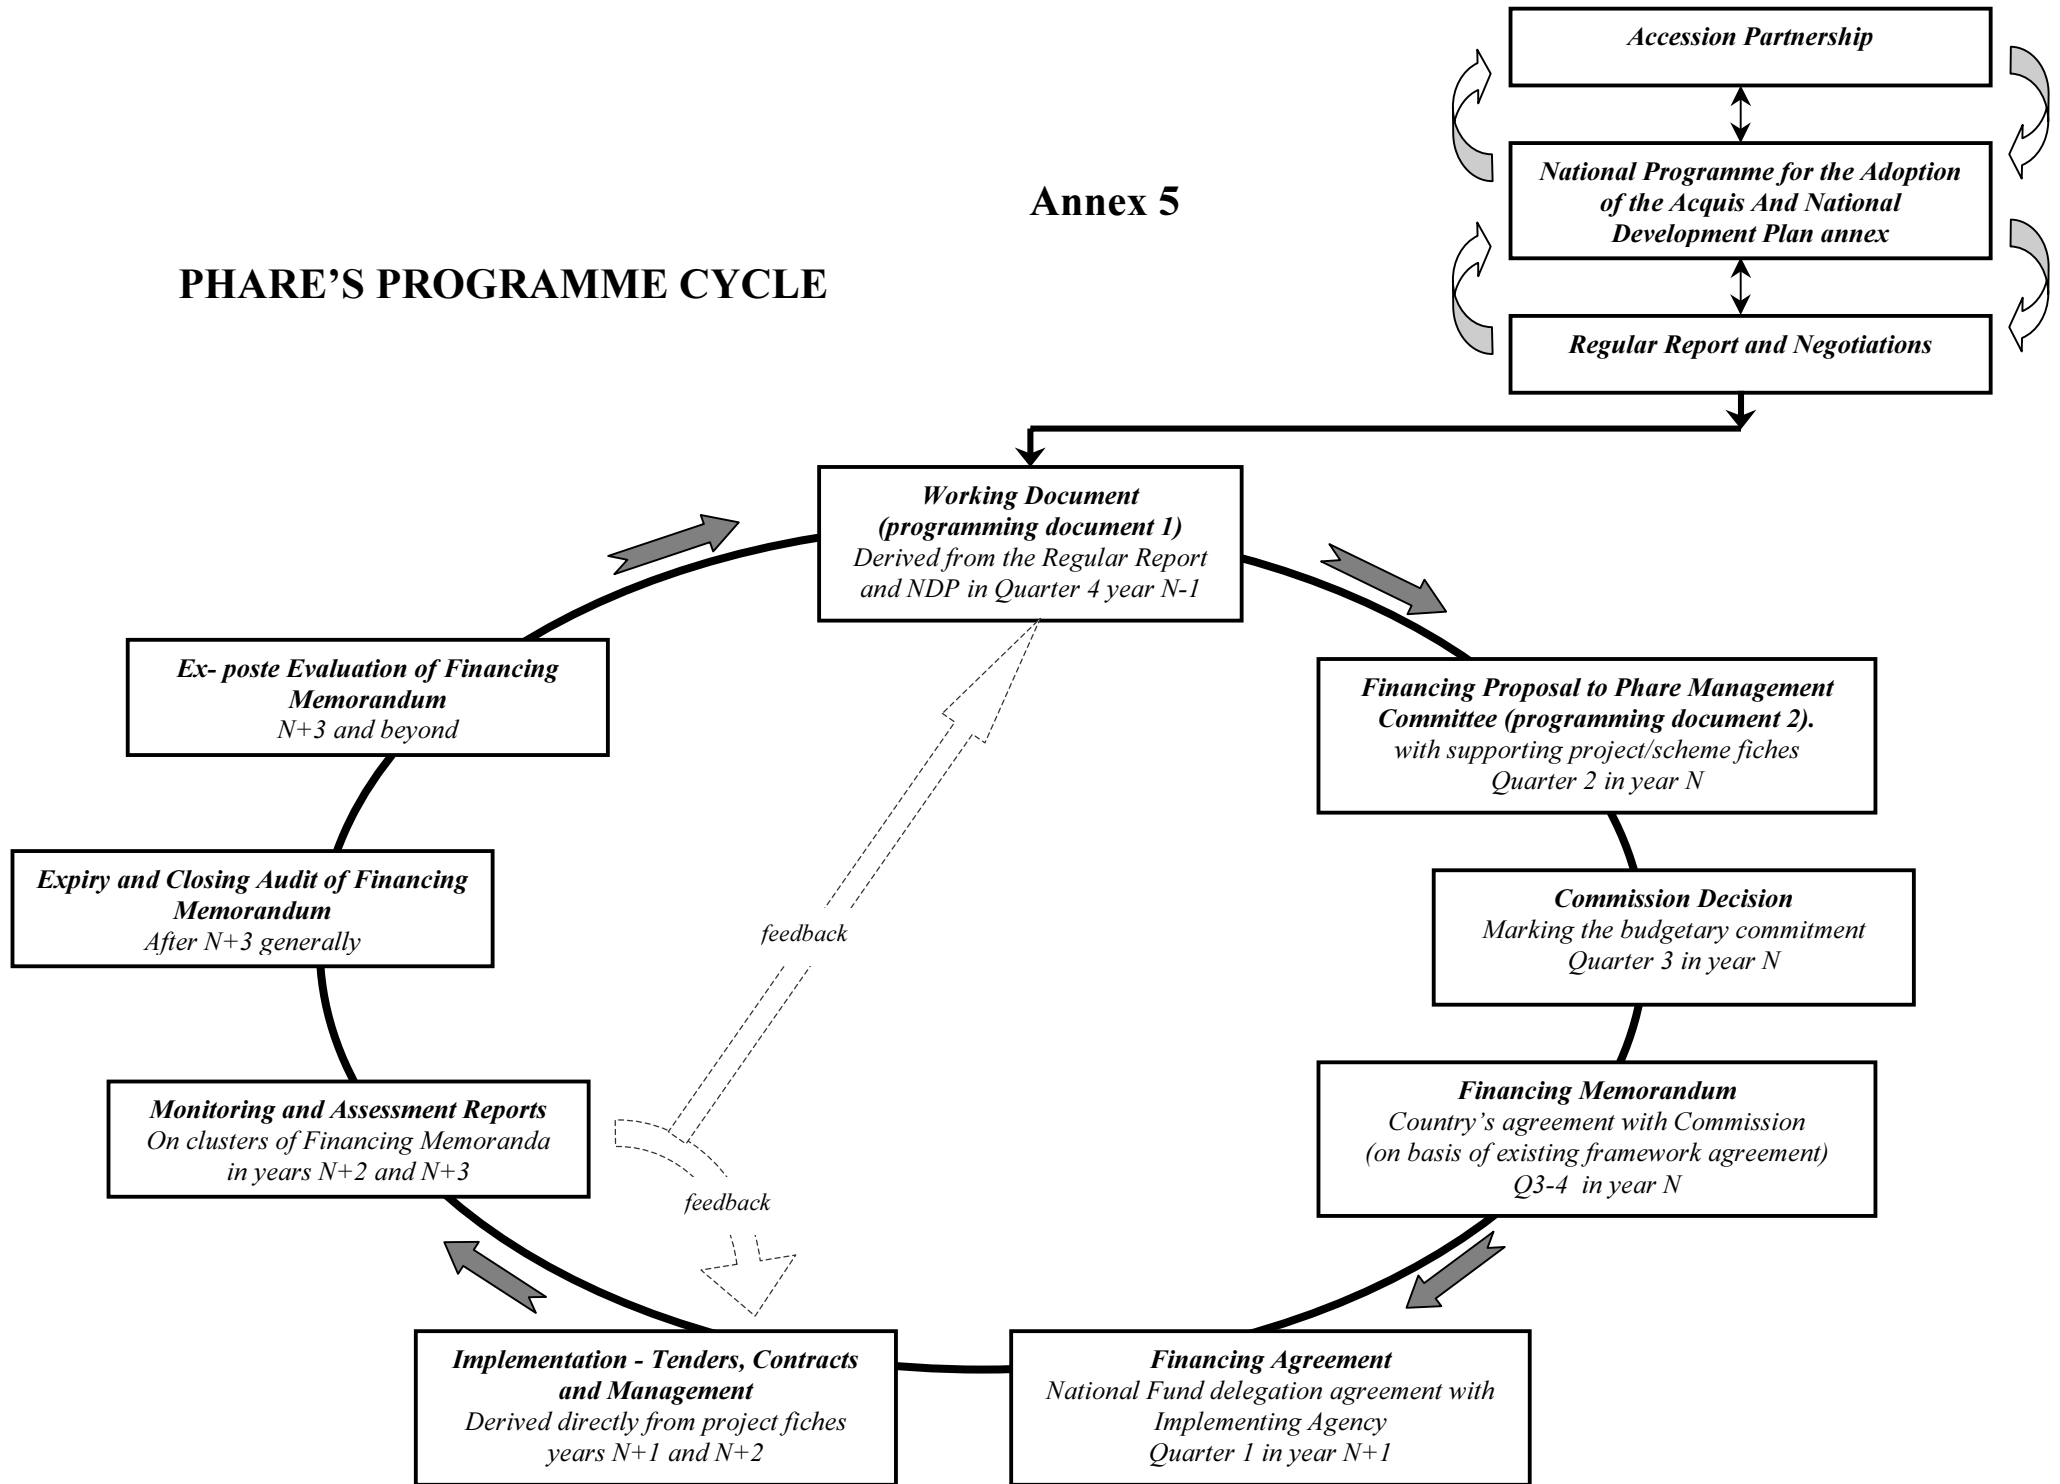 Accession Partnership
National Programme for the Adoption
of the Acquis And National
Development Plan annex
Regular Report and Negotiations
Annex 5
PHARE’S PROGRAMME CYCLE
Working Document
(programming document 1)
Derived from the Regular Report
and NDP in Quarter 4 year N-1
Financing Proposal to Phare Management
Committee (programming document 2).
with supporting project/scheme fiches
Quarter 2 in year N
Commission Decision
Marking the budgetary commitment
Quarter 3 in year N
Financing Memorandum
Country’s agreement with Commission
(on basis of existing framework agreement)
Q3-4 in year N
Financing Agreement
National Fund delegation agreement with
Implementing Agency
Quarter 1 in year N+1
Implementation - Tenders, Contracts
and Management
Derived directly from project fiches
years N+1 and N+2
Monitoring and Assessment Reports
On clusters of Financing Memoranda
in years N+2 and N+3
Expiry and Closing Audit of Financing
Memorandum
After N+3 generally
Ex- poste Evaluation of Financing
Memorandum
N+3 and beyond
feedback
feedback